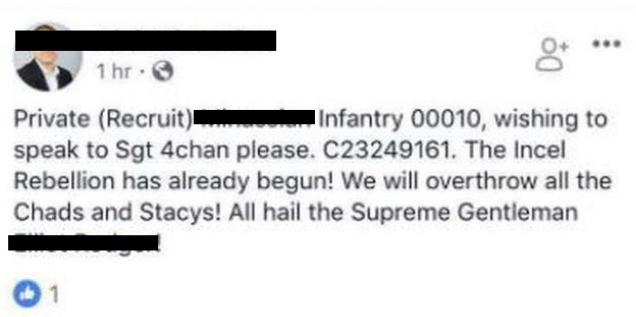 1 hr ·
Private (Recruit) Infantry 00010, wishing to
speak to Sgt 4chan please. C23249161. The Incel
Rebellion has already begun! We will overthrow all the
Chads and Stacys! All hail the Supreme Gentleman
!
1